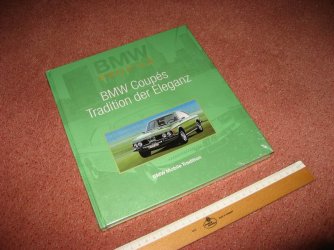 BMW
BMW Coupés
Tradition der Eleganz
BMW Mobile Tradition